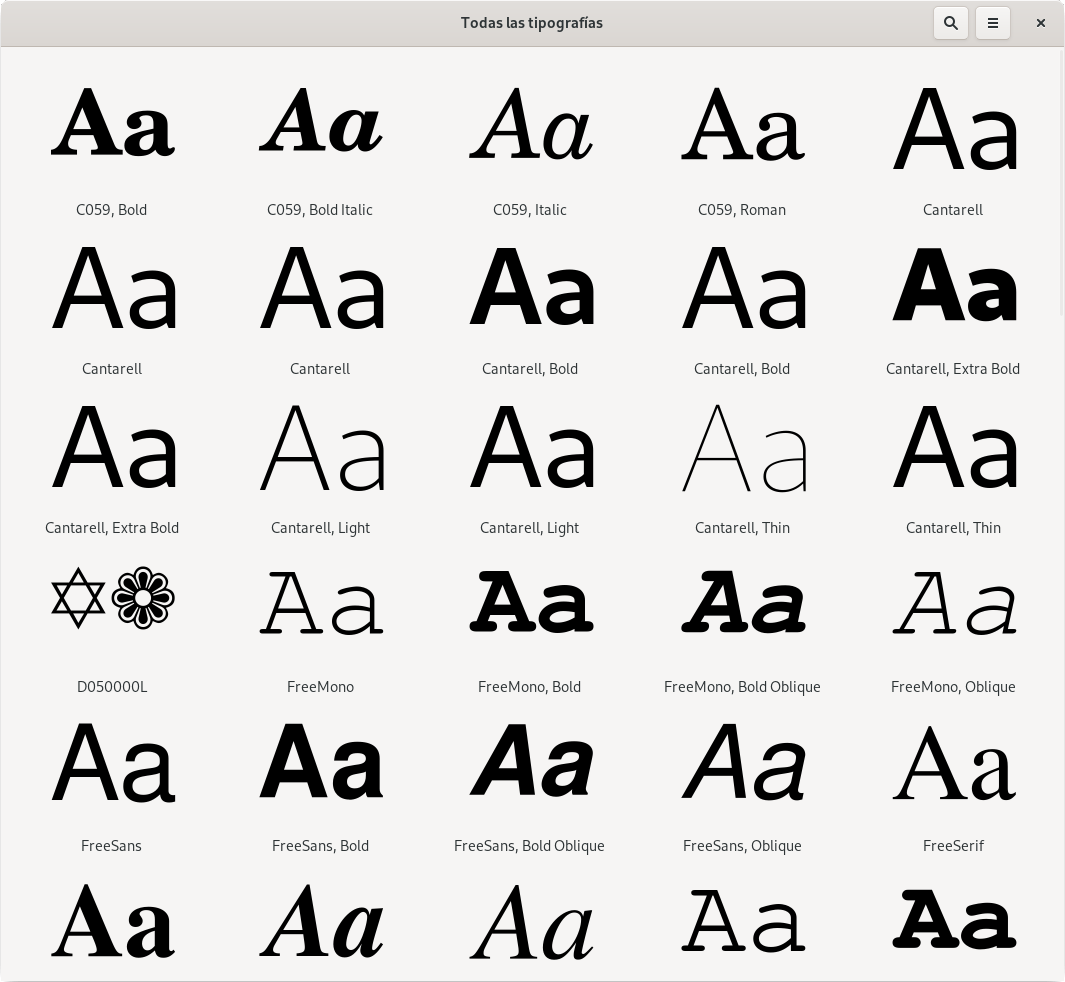 Todas las tipografías
Aa Aa Aa Aa Aa
C059, Bold C059, Bold Italic C059, Italic C059, Roman Cantarell
Aa Aa Aa Aa Aa
Cantarell Cantarell Cantarell, Bold Cantarell, Bold Cantarell, Extra Bold
Aa Aa Aa Aa Aa
Cantarell, Extra Bold Cantarell, Light Cantarell, Light Cantarell, Thin Cantarell, Thin
Aa Aa Aa Aa
D050000L FreeMono FreeMono, Bold FreeMono, Bold Oblique FreeMono, Oblique
Aa Aa Aa Aa Aa
FreeSans FreeSans, Bold FreeSans, Bold Oblique FreeSans, Oblique FreeSerif
Aa Aa Aa Aa Aa